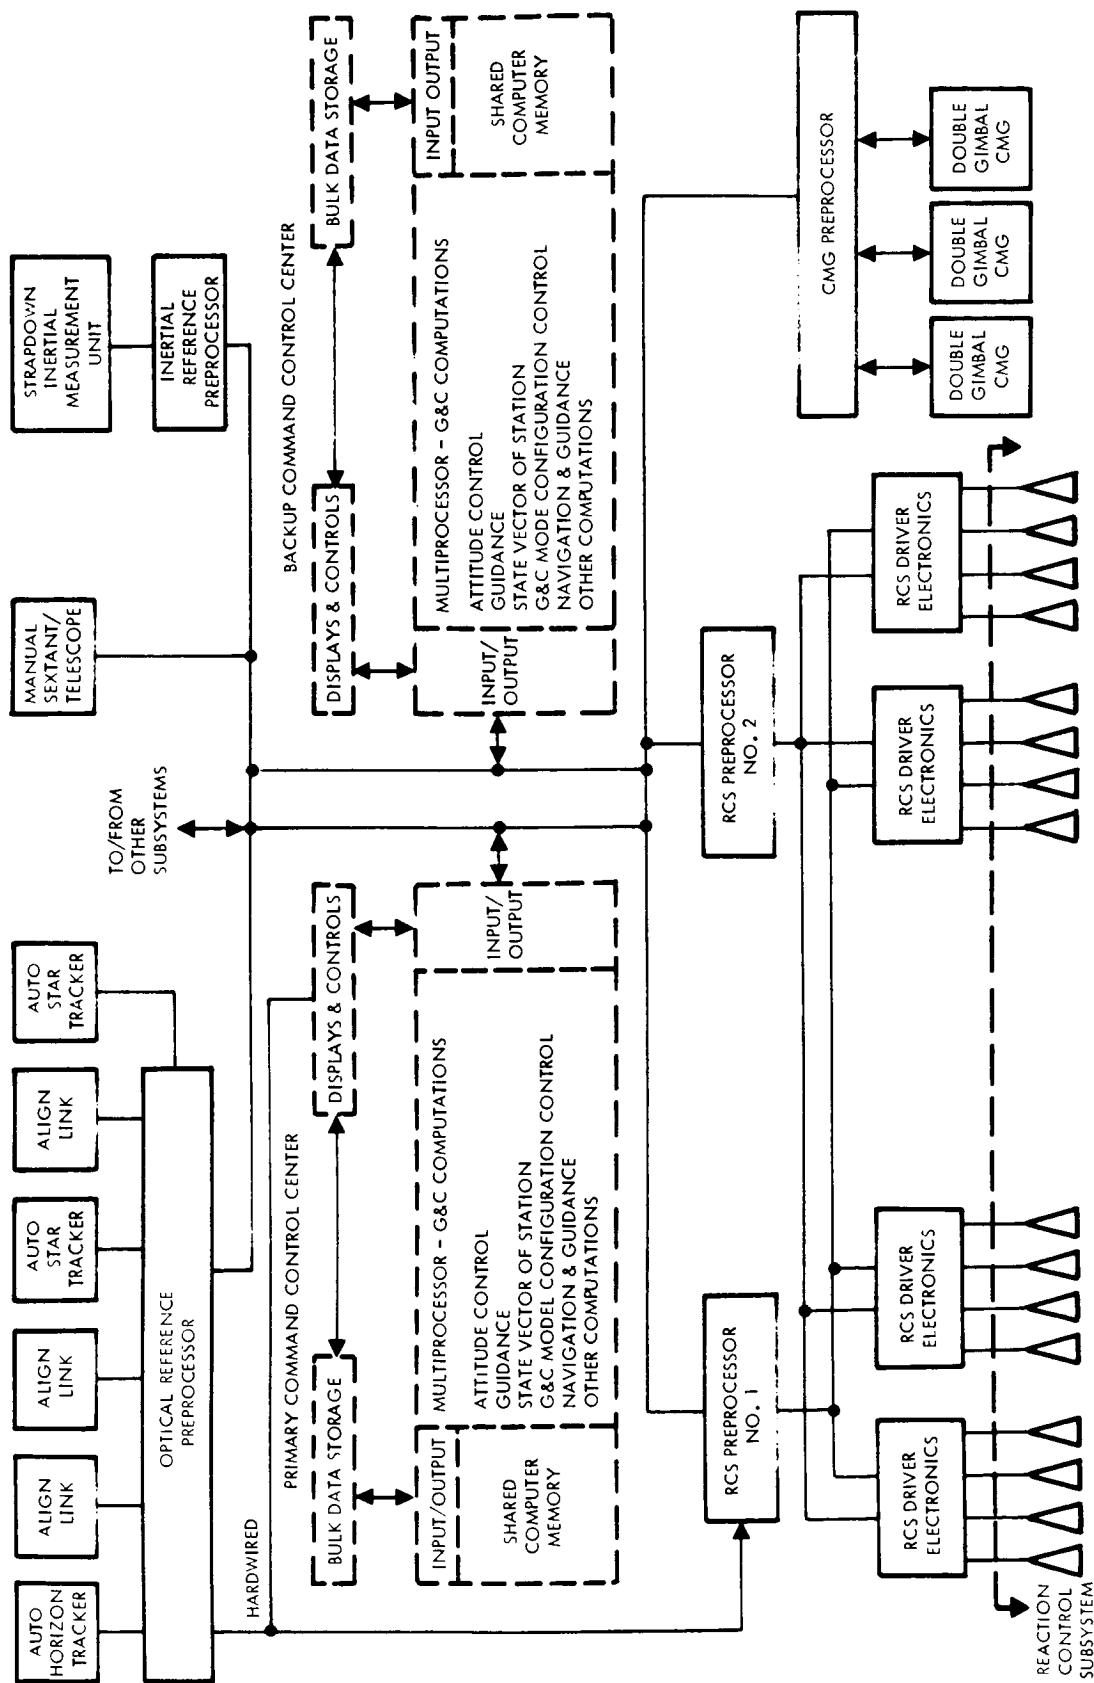 AUTO
HORIZON
TRACKER
ALIGN
LINK
ALIGN
LINK
AUTO
STAR
TRACKER
ALIGN
LINK
AUTO
STAR
TRACKER
MANUAL
SEXTANT/
TELESCOPE
STRAPDOWN
INERTIAL
MEASUREMENT
UNIT
OPTICAL REFERENCE
PREPROCESSOR
TO/FROM
OTHER
SUBSYSTEMS
INERTIAL
REFERENCE
PREPROCESSOR
HARDWIRED
PRIMARY COMMAND CONTROL CENTER
BULK DATA STORAGE
DISPLAYS & CONTROLS
INPUT/OUTPUT
SHARED
COMPUTER
MEMORY
MULTIPROCESSOR - G&C COMPUTATIONS
ATTITUDE CONTROL
GUIDANCE
STATE VECTOR OF STATION
G&C MODEL CONFIGURATION CONTROL
NAVIGATION & GUIDANCE
OTHER COMPUTATIONS
INPUT/
OUTPUT
BACKUP COMMAND CONTROL CENTER
DISPLAYS & CONTROLS
BULK DATA STORAGE
INPUT/
OUTPUT
MULTIPROCESSOR - G&C COMPUTATIONS
ATTITUDE CONTROL
GUIDANCE
STATE VECTOR OF STATION
G&C MODE CONFIGURATION CONTROL
NAVIGATION & GUIDANCE
OTHER COMPUTATIONS
INPUT OUTPUT
SHARED
COMPUTER
MEMORY
RCS PREPROCESSOR
NO. 1
RCS PREPROCESSOR
NO. 2
CMG PREPROCESSOR
RCS DRIVER
ELECTRONICS
RCS DRIVER
ELECTRONICS
RCS DRIVER
ELECTRONICS
RCS DRIVER
ELECTRONICS
DOUBLE
GIMBAL
CMG
DOUBLE
GIMBAL
CMG
DOUBLE
GIMBAL
CMG
REACTION
CONTROL
SUBSYSTEM